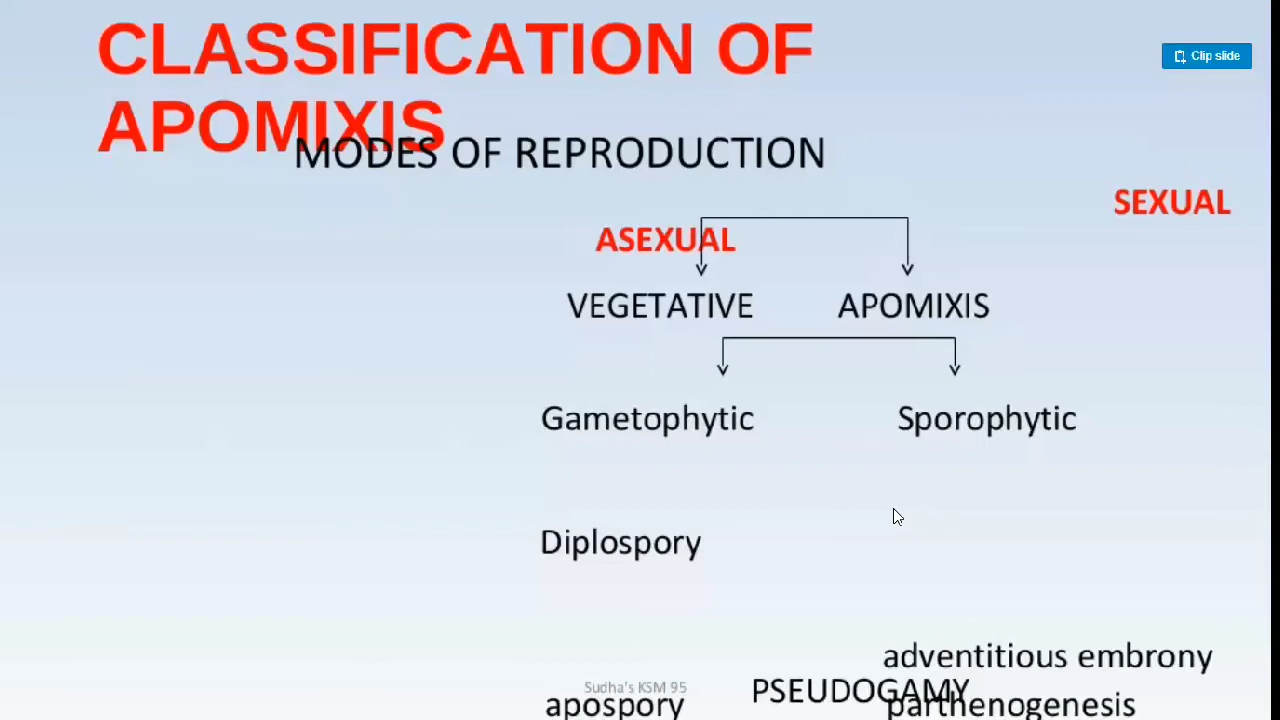 CLASSIFICATION OF
APOMIXIS
MODES OF REPRODUCTION
Clip slide
SEXUAL
ASEXUAL
VEGETATIVE APOMIXIS
Gametophytic Sporophytic
Diplospory
adventitious embrony
Sudha's KSM 95
PSEUDOGAMY
apospory parthenogenesis